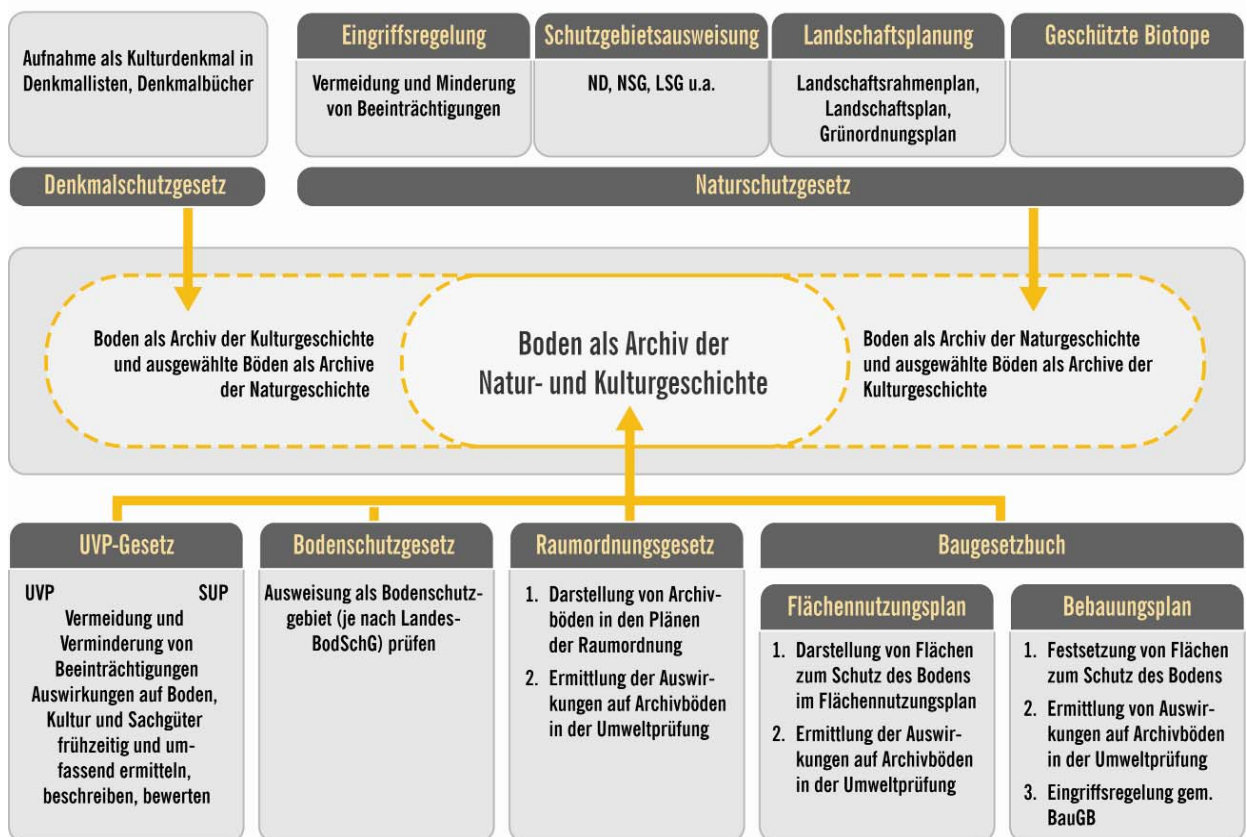 Aufnahme als Kulturdenkmal in
Denkmallisten, Denkmalbücher
Denkmalschutzgesetz
Eingriffsregelung
Vermeidung und Minderung
von Beeinträchtigungen
Schutzgebietsausweisung
ND, NSG, LSG u.a.
Landschaftsplanung
Landschaftsrahmenplan,
Landschaftsplan,
Grünordnungsplan
Geschützte Biotope
Naturschutzgesetz
Boden als Archiv der Kulturgeschichte
und ausgewählte Böden als Archive
der Naturgeschichte
Boden als Archiv der
Natur- und Kulturgeschichte
Boden als Archiv der Naturgeschichte
und ausgewählte Böden als Archive der
Kulturgeschichte
UVP-Gesetz
UVP SUP
Vermeidung und
Verminderung von
Beeinträchtigungen
Auswirkungen auf Boden,
Kultur und Sachgüter
frühzeitig und um-
fassend ermitteln,
beschreiben, bewerten
Bodenschutzgesetz
Ausweisung als Bodenschutz-
gebiet (je nach Landes-
BodSchG) prüfen
Raumordnungsgesetz
1. Darstellung von Archiv-
böden in den Plänen
der Raumordnung
2. Ermittlung der Auswir-
kungen auf Archivböden
in der Umweltprüfung
Baugesetzbuch
Flächennutzungsplan
1. Darstellung von Flächen
zum Schutz des Bodens
im Flächennutzungsplan
2. Ermittlung der Auswir-
kungen auf Archivböden
in der Umweltprüfung
Bebauungsplan
1. Festsetzung von Flächen
zum Schutz des Bodens
2. Ermittlung von Auswir-
kungen auf Archivböden
in der Umweltprüfung
3. Eingriffsregelung gem.
BauGB